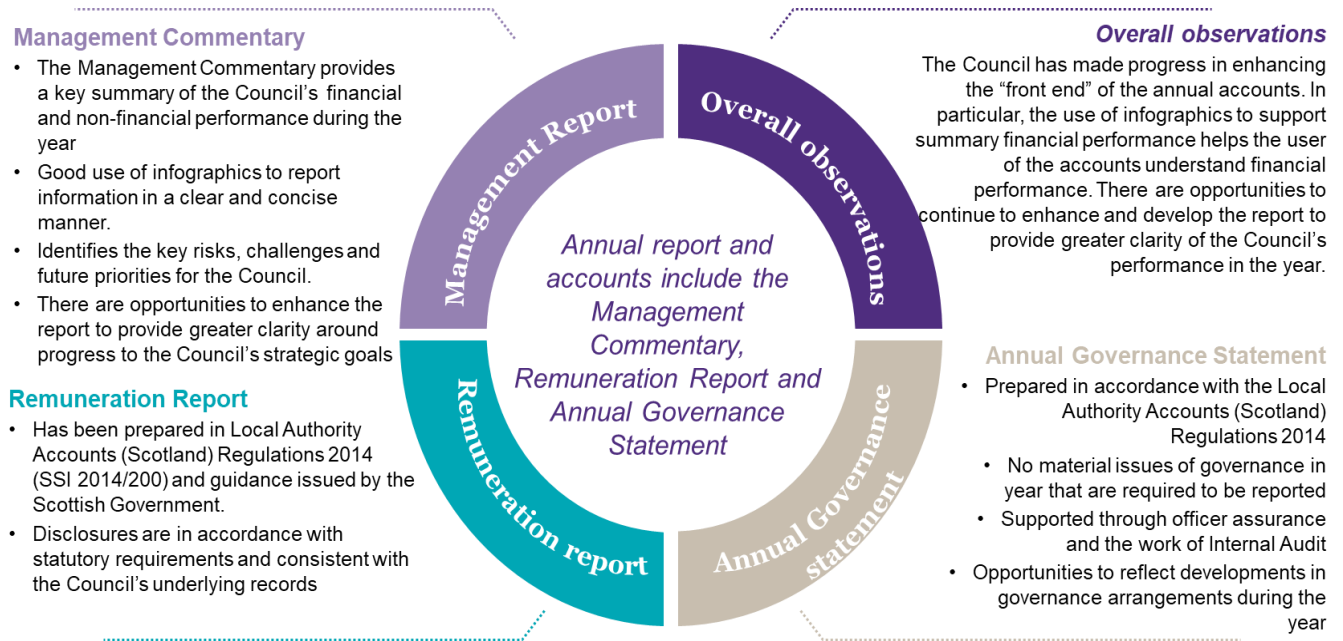 Management Commentary
• The Management Commentary provides
a key summary of the Council's financial
and non-financial performance during the
year
• Good use of infographics to report
information in a clear and concise
manner.
• Identifies the key risks, challenges and
future priorities for the Council.
• There are opportunities to enhance the
report to provide greater clarity around
progress to the Council's strategic goals
Remuneration Report
• Has been prepared in Local Authority
Accounts (Scotland) Regulations 2014
(SSI 2014/200) and guidance issued by the
Scottish Government.
• Disclosures are in accordance with
statutory requirements and consistent with
the Council's underlying records
Management Report
Overall observations
Remuneration report
Annual Governance
statement
Annual report and
accounts include the
Management
Commentary,
Remuneration Report and
Annual Governance
Statement
Overall observations
The Council has made progress in enhancing
the “front end” of the annual accounts. In
particular, the use of infographics to support
summary financial performance helps the user
of the accounts understand financial
performance. There are opportunities to
continue to enhance and develop the report to
provide greater clarity of the Council's
performance in the year.
Annual Governance Statement
• Prepared in accordance with the Local
Authority Accounts (Scotland)
Regulations 2014
• No material issues of governance in
year that are required to be reported
• Supported through officer assurance
and the work of Internal Audit
• Opportunities to reflect developments in
governance arrangements during the
year